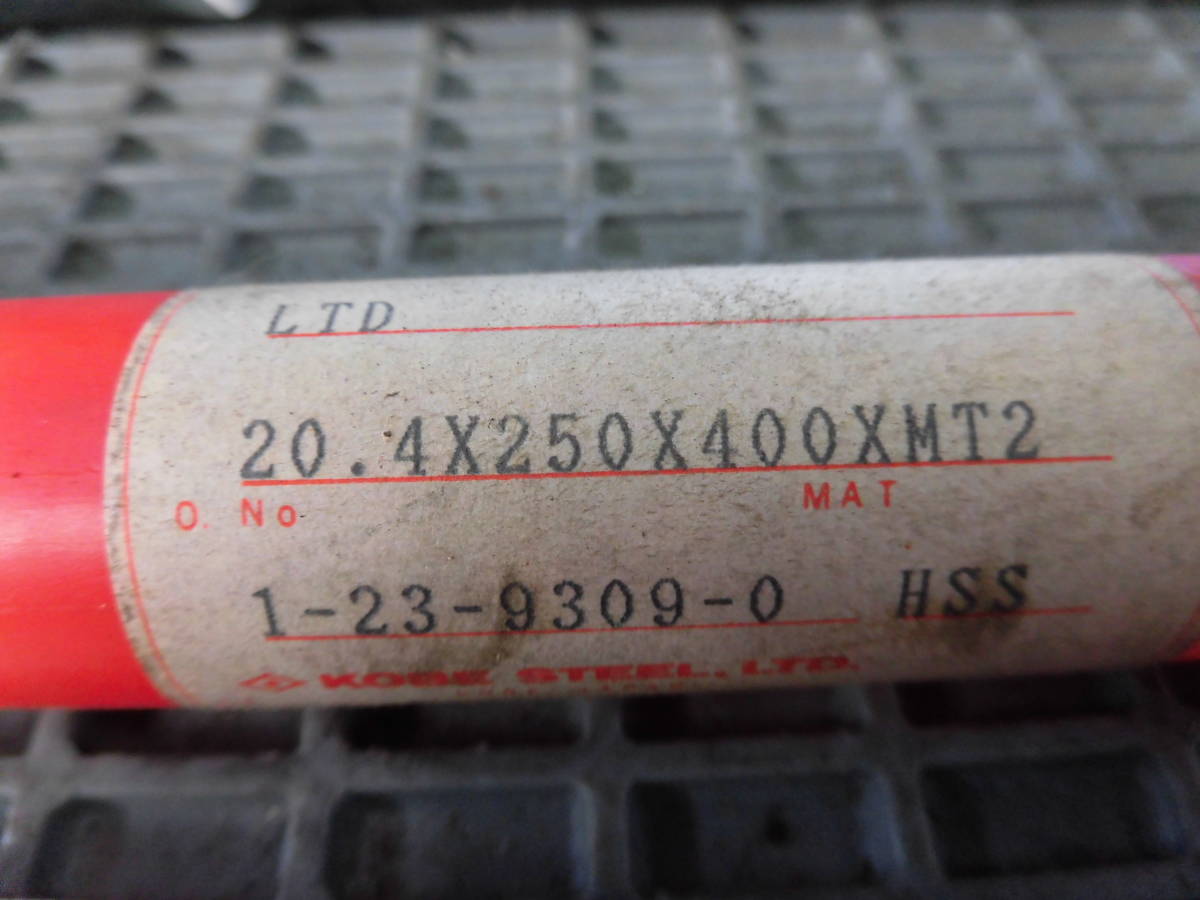 LTD
20.4X250X400XMT2
O. No MAT
1-23-9309-0 HSS
KOBE STEEL, LTD.